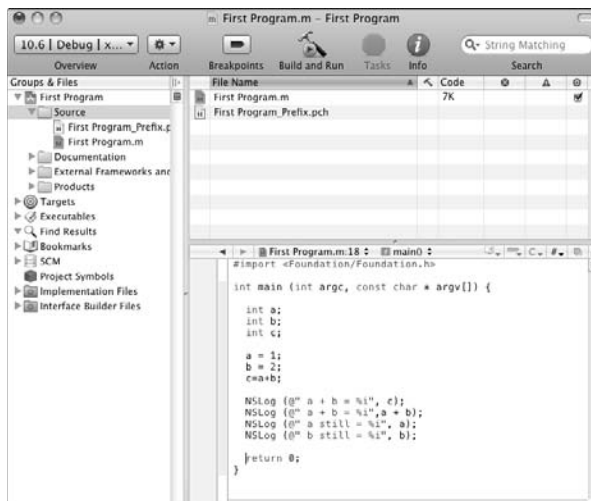 First Program.m – First Program
10.6 | Debug | x...
Overview
Action
Breakpoints
Build and Run
Tasks
Info
String Matching
Search
Groups & Files
First Program
Source
First Program_Prefix.p
First Program.m
Documentation
External Frameworks and
Products
Targets
Executables
Find Results
Bookmarks
SCM
Project Symbols
Implementation Files
Interface Builder Files
File Name
Code
First Program.m
7K
First Program_Prefix.pch
First Program.m:18
main()
#import <Foundation/Foundation.h>
int main (int argc, const char * argv[]) {
int a;
int b;
int c;
a = 1;
b = 2;
c=a+b;
NSLog (@" a + b = %i", c);
NSLog (@" a + b = %i",a + b);
NSLog (@" a still = %i", a);
NSLog (@" b still = %i", b);
return 0;
}